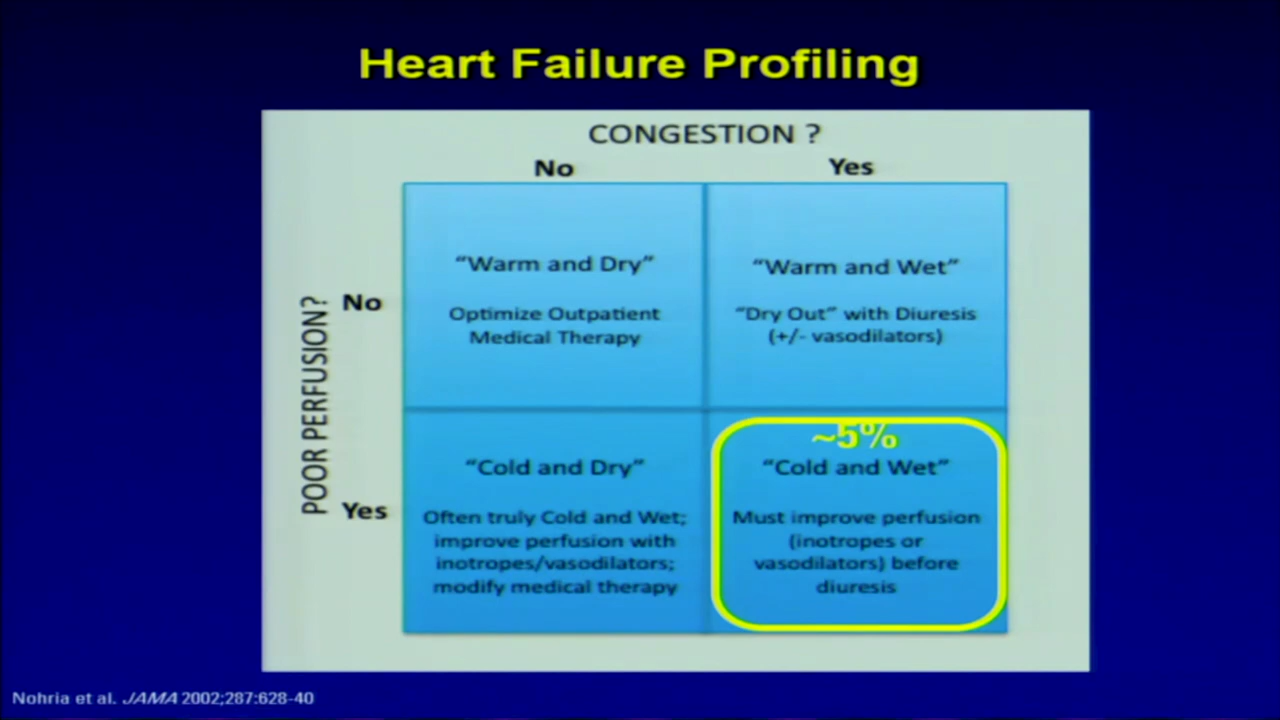 Heart Failure Profiling
CONGESTION ?
No
Yes
POOR PERFUSION?
No
"Warm and Dry"
Optimize Outpatient
Medical Therapy
"Warm and Wet"
"Dry Out" with Diuresis
(+/- vasodilators)
Yes
"Cold and Dry"
Often truly Cold and Wet;
improve perfusion with
inotropes/vasodilators;
modify medical therapy
~5%
"Cold and Wet"
Must improve perfusion
(inotropes or
vasodilators) before
diuresis
Nohria et al. JAMA 2002;287:628-40